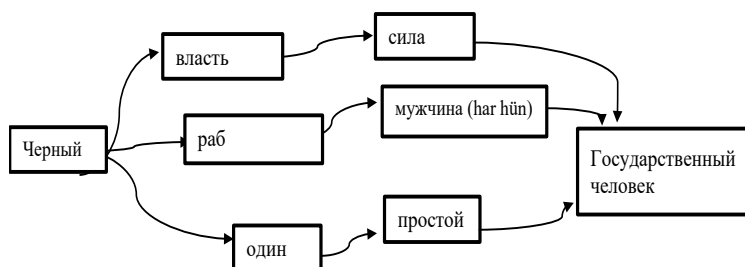 Черный
власть
сила
раб
мужчина (har hün)
один
простой
Государственный
человек